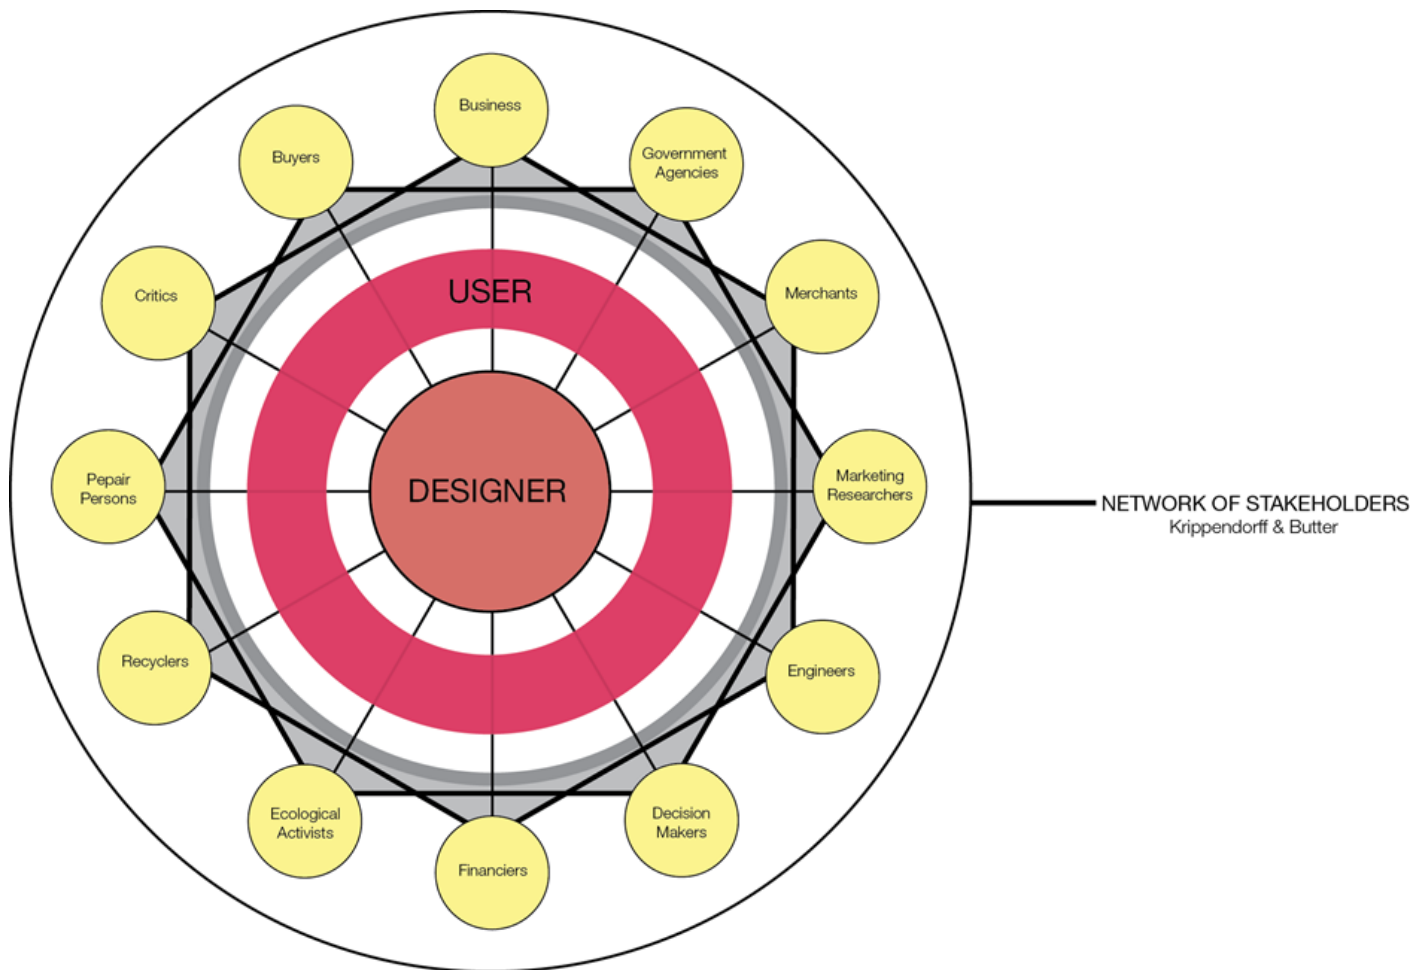 Business
Buyers
Government
Agencies
Critics
Merchants
USER
Pepair
Persons
DESIGNER
Marketing
Researchers
NETWORK OF STAKEHOLDERS
Krippendorff & Butter
Recyclers
Engineers
Ecological
Activists
Decision
Makers
Financiers